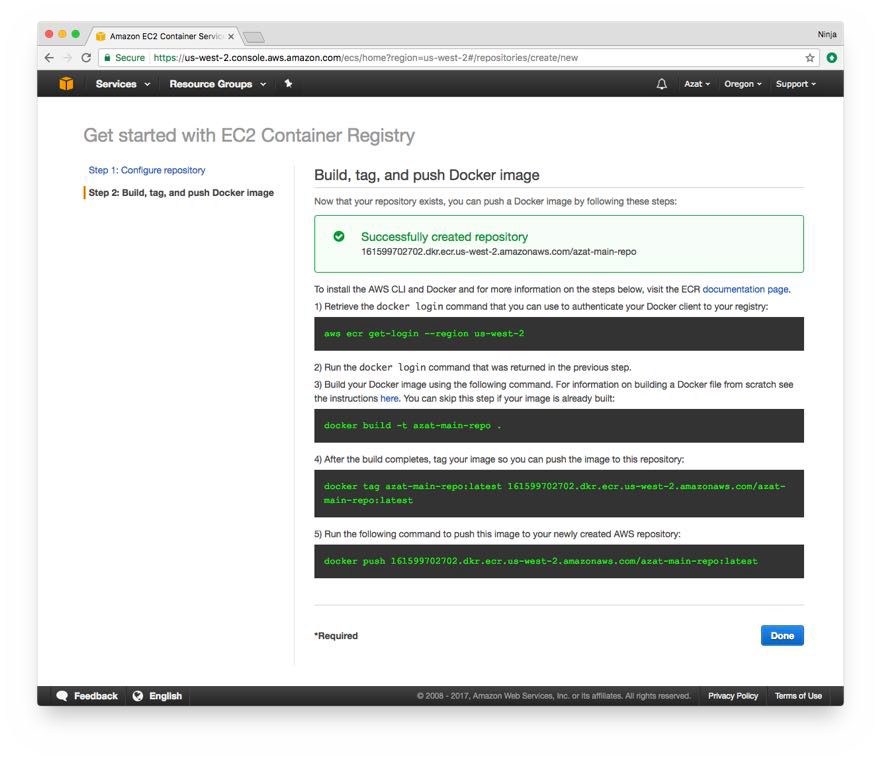 Amazon EC2 Container Servic
Ninja
Secure https://us-west-2.console.aws.amazon.com/ecs/home?region=us-west-2#/repositories/create/new
Services Resource Groups Azat Oregon Support
Get started with EC2 Container Registry
Step 1: Configure repository
Step 2: Build, tag, and push Docker image
Build, tag, and push Docker image
Now that your repository exists, you can push a Docker image by following these steps:
Successfully created repository
161599702702.dkr.ecr.us-west-2.amazonaws.com/azat-main-repo
To install the AWS CLI and Docker and for more information on the steps below, visit the ECR documentation page.
1) Retrieve the docker login command that you can use to authenticate your Docker client to your registry:
aws ecr get-login --region us-west-2
2) Run the docker login command that was returned in the previous step.
3) Build your Docker image using the following command. For information on building a Docker file from scratch see
the instructions here. You can skip this step if your image is already built:
docker build -t azat-main-repo .
4) After the build completes, tag your image so you can push the image to this repository:
docker tag azat-main-repo:latest 161599702702.dkr.ecr.us-west-2.amazonaws.com/azat-
main-repo:latest
5) Run the following command to push this image to your newly created AWS repository:
docker push 161599702702.dkr.ecr.us-west-2.amazonaws.com/azat-main-repo:latest
*Required
Done
Feedback English © 2008 - 2017, Amazon Web Services, Inc. or its affiliates. All rights reserved. Privacy Policy Terms of Use